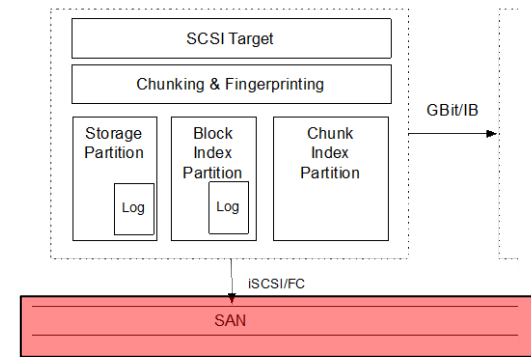 SCSI Target
Chunking & Fingerprinting
GBit/IB
Storage
Partition
Log
Block
Index
Partition
Log
Chunk
Index
Partition
iSCSI/FC
SAN